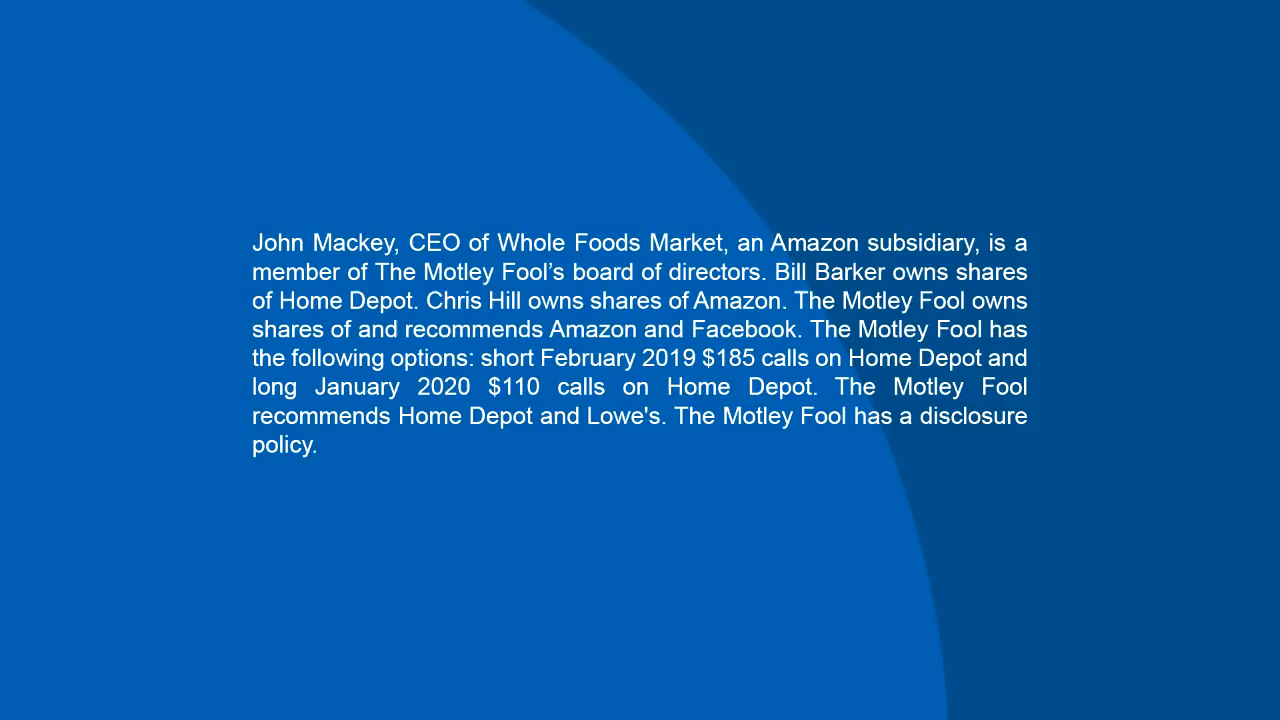 John Mackey, CEO of Whole Foods Market, an Amazon subsidiary, is a
member of The Motley Fool’s board of directors. Bill Barker owns shares
of Home Depot. Chris Hill owns shares of Amazon. The Motley Fool owns
shares of and recommends Amazon and Facebook. The Motley Fool has
the following options: short February 2019 $185 calls on Home Depot and
long January 2020 $110 calls on Home Depot. The Motley Fool
recommends Home Depot and Lowe's. The Motley Fool has a disclosure
policy.